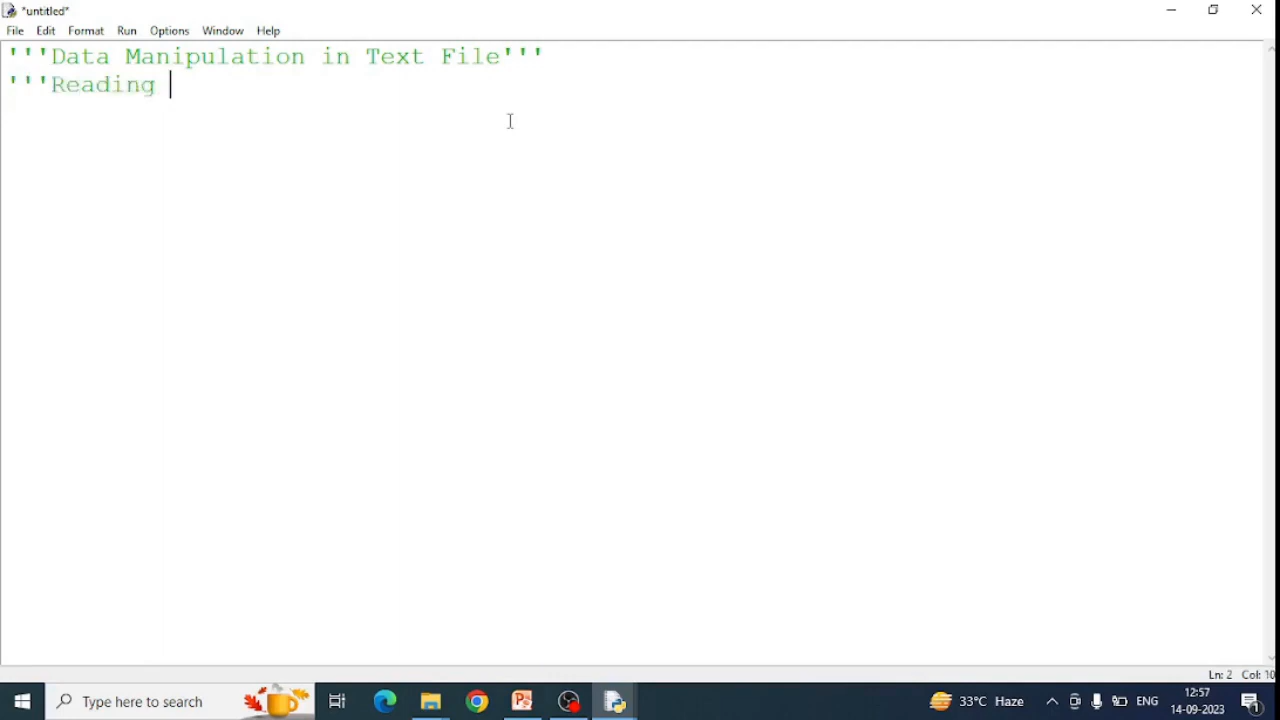 *untitled*
File Edit Format Run Options Window Help
'''Data Manipulation in Text File'''
'''Reading
Ln: 2 Col: 10
Type here to search
33°C Haze
ENG
12:57
14-09-2023
1